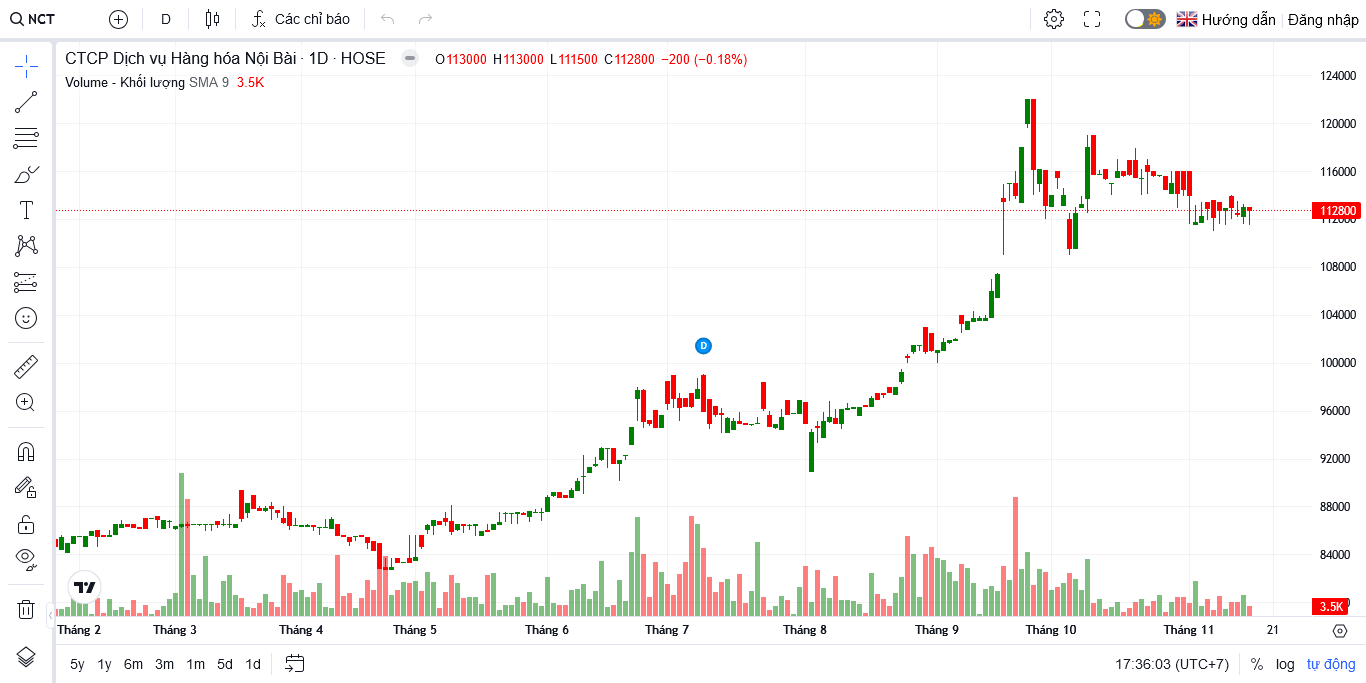 NCT D Các chỉ báo Hướng dẫn Đăng nhập
CTCP Dịch vụ Hàng hóa Nội Bài · 1D · HOSE O113000 H113000 L111500 C112800 −200 (−0.18%)
Volume - Khối lượng SMA 9 3.5K
124000
120000
116000
112800
112000
108000
104000
100000
D
96000
92000
88000
84000
3.5K
Tháng 2 Tháng 3 Tháng 4 Tháng 5 Tháng 6 Tháng 7 Tháng 8 Tháng 9 Tháng 10 Tháng 11 21
5y 1y 6m 3m 1m 5d 1d 17:36:03 (UTC+7) % log tự động